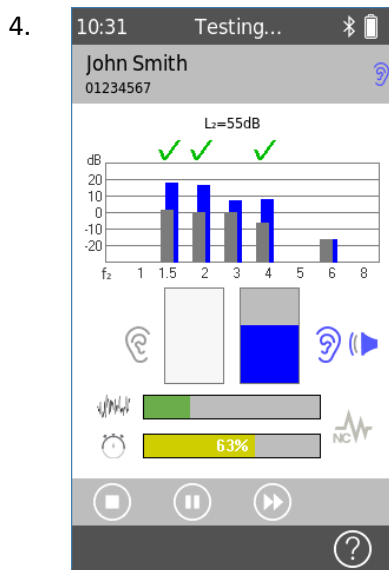 4.
10:31 Testing...
John Smith
01234567
L₂=55dB
dB
20
10
0
-10
-20
f₂ 1 1.5 2 3 4 5 6 8
NC
63%
?